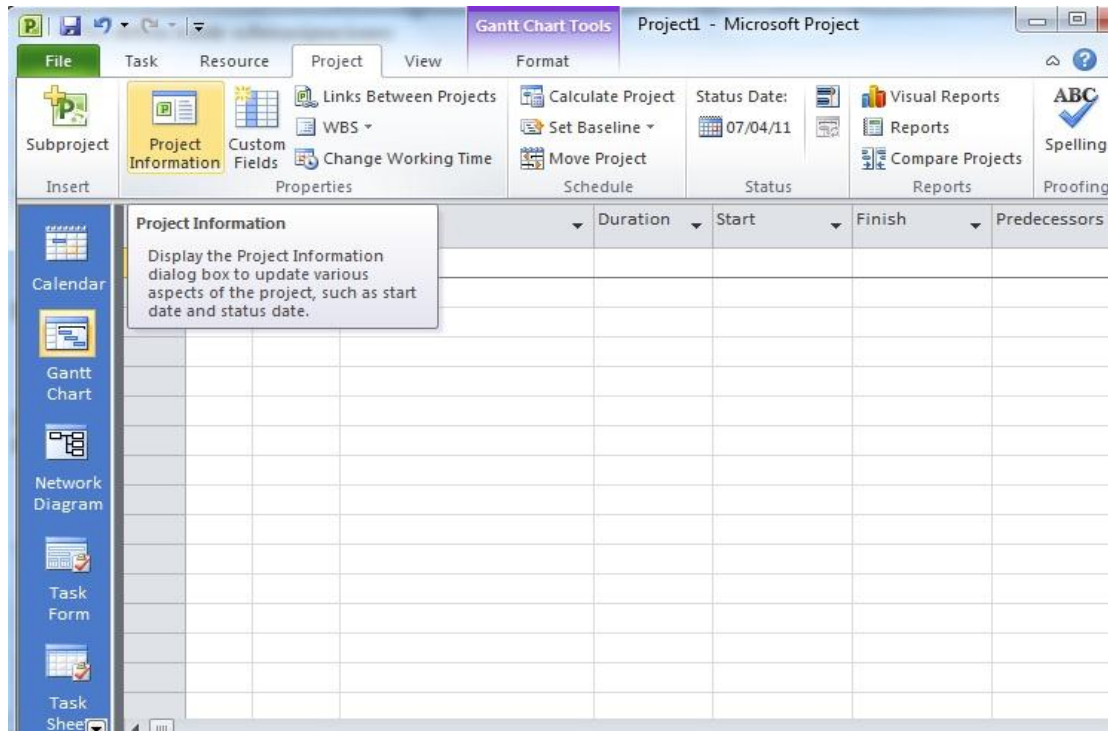 Gantt Chart Tools Project1 - Microsoft Project
File Task Resource Project View Format
Subproject
Insert
Project Information
Custom Fields
Links Between Projects
WBS
Change Working Time
Properties
Calculate Project
Set Baseline
Move Project
Schedule
Status Date:
07/04/11
Status
Visual Reports
Reports
Compare Projects
Reports
ABC
Spelling
Proofing
Duration Start Finish Predecessors
Project Information
Display the Project Information
dialog box to update various
aspects of the project, such as start
date and status date.
Calendar
Gantt
Chart
Network
Diagram
Task
Form
Task
Sheet